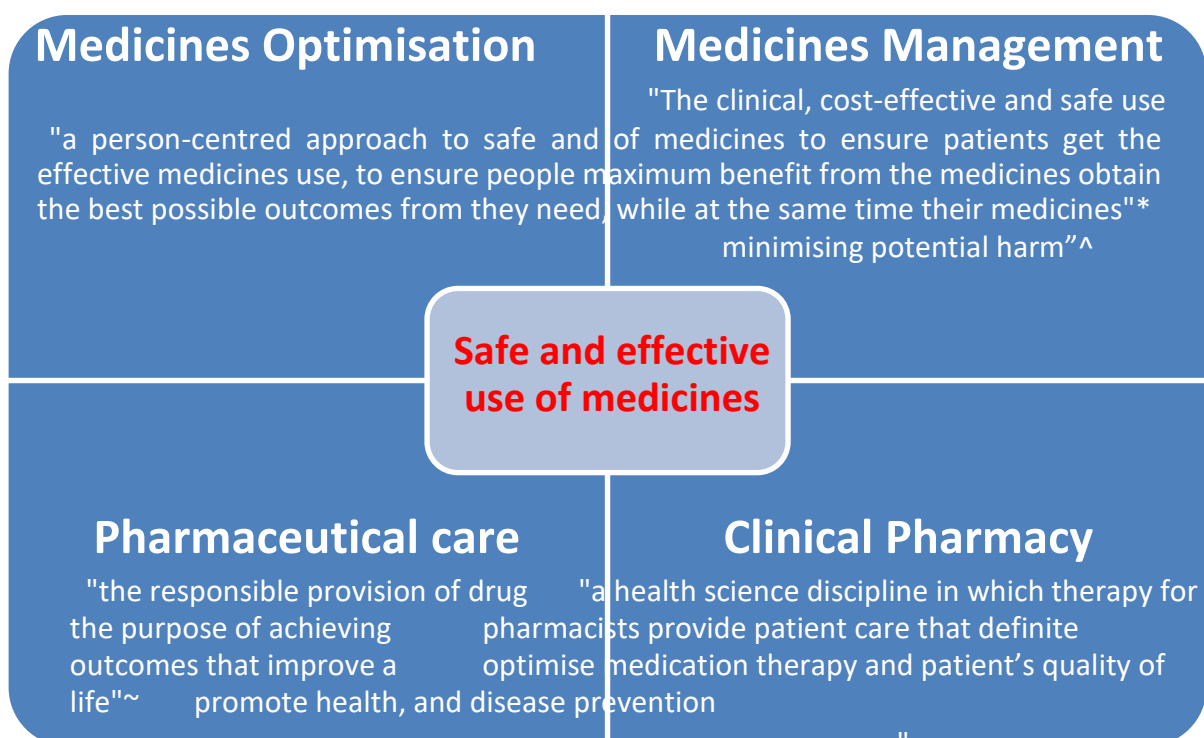 Medicines Optimisation
Medicines Management
"The clinical, cost-effective and safe use
"a person-centred approach to safe and of medicines to ensure patients get the
effective medicines use, to ensure people maximum benefit from the medicines obtain
the best possible outcomes from they need, while at the same time their medicines"*
minimising potential harm”^
Safe and effective
use of medicines
Pharmaceutical care
Clinical Pharmacy
"the responsible provision of drug "a health science discipline in which therapy for
the purpose of achieving pharmacists provide patient care that definite
outcomes that improve a optimise medication therapy and patient’s quality of
life"~ promote health, and disease prevention
"